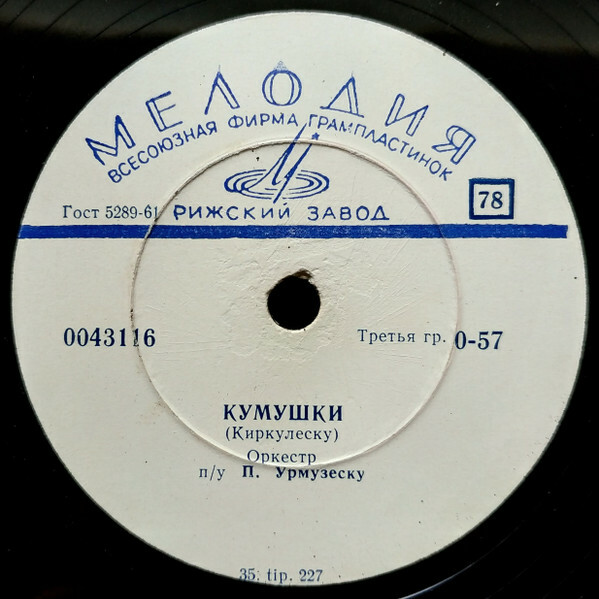 МЕЛОДИЯ
ВСЕСОЮЗНАЯ ФИРМА ГРАМПЛАСТИНОК
Гост 5289-61
РИЖСКИЙ ЗАВОД
78
0043116
Третья гр. 0-57
КУМУШКИ
(Киркулеску)
Оркестр
п/у П. Урмузеску
35. tip. 227